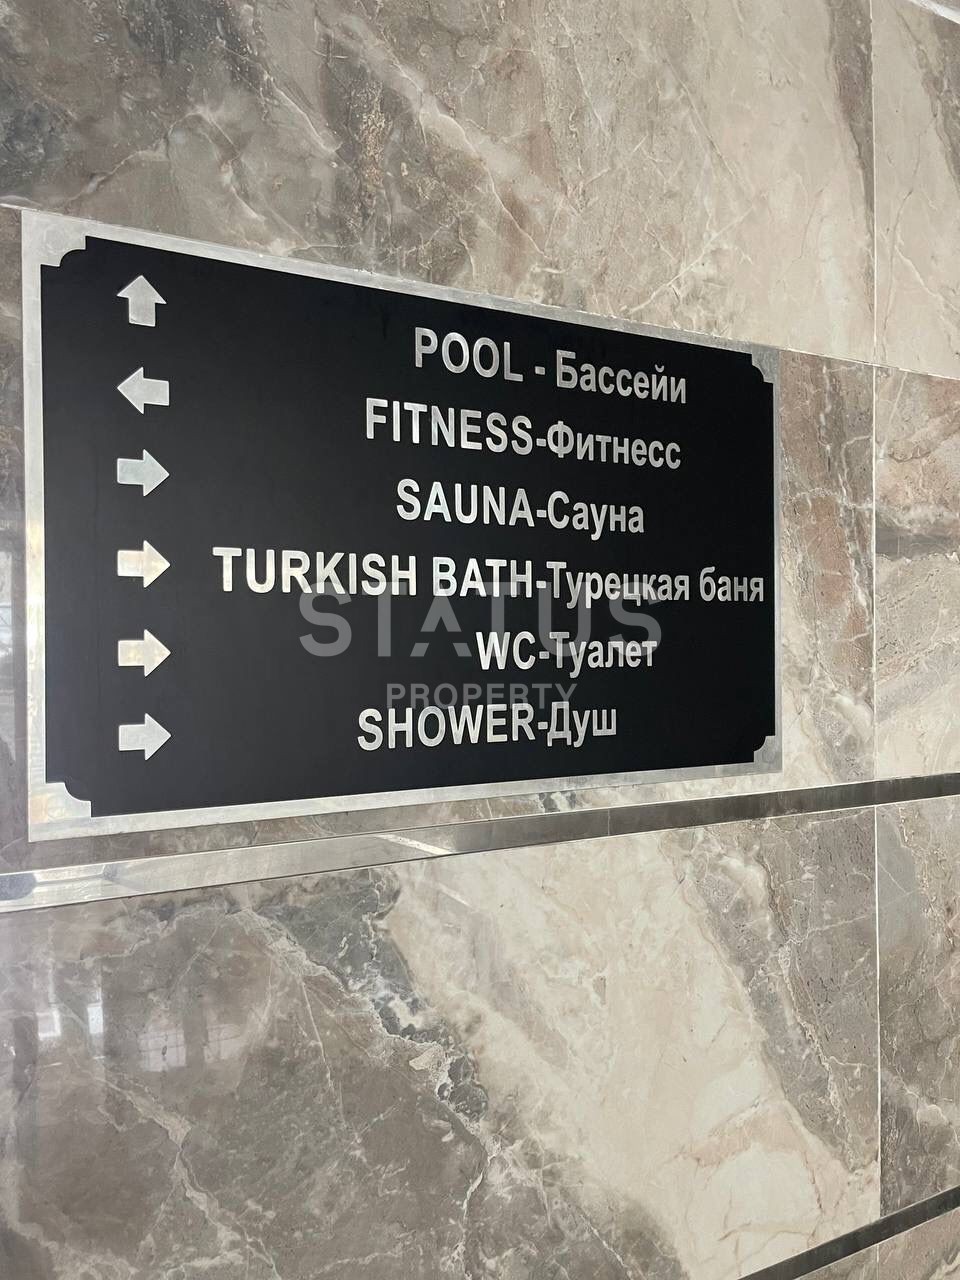 POOL - Бассейи
FITNESS-Фитнесс
SAUNA-Сауна
TURKISH BATH-Турецкая баня
STATUS
WC-Туалет
PROPERTY
SHOWER-Душ